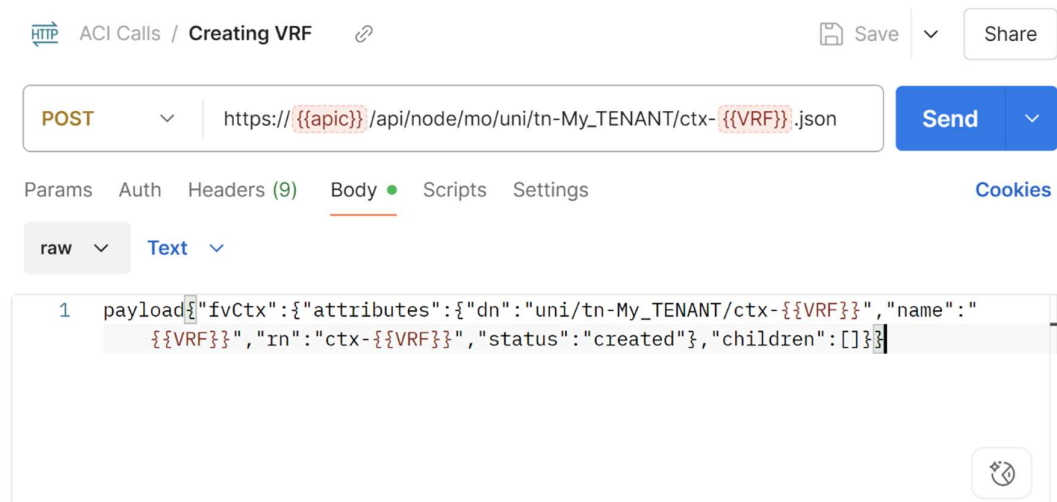 HTTP ACI Calls / Creating VRF Save Share
POST https://{{apic}}/api/node/mo/uni/tn-My_TENANT/ctx-{{VRF}}.json Send
Params Auth Headers (9) Body Scripts Settings Cookies
raw Text
1 payload{"fvCtx":{"attributes":{"dn":"uni/tn-My_TENANT/ctx-{{VRF}}","name":"
{{VRF}}","rn":"ctx-{{VRF}}","status":"created"},"children":[]}}